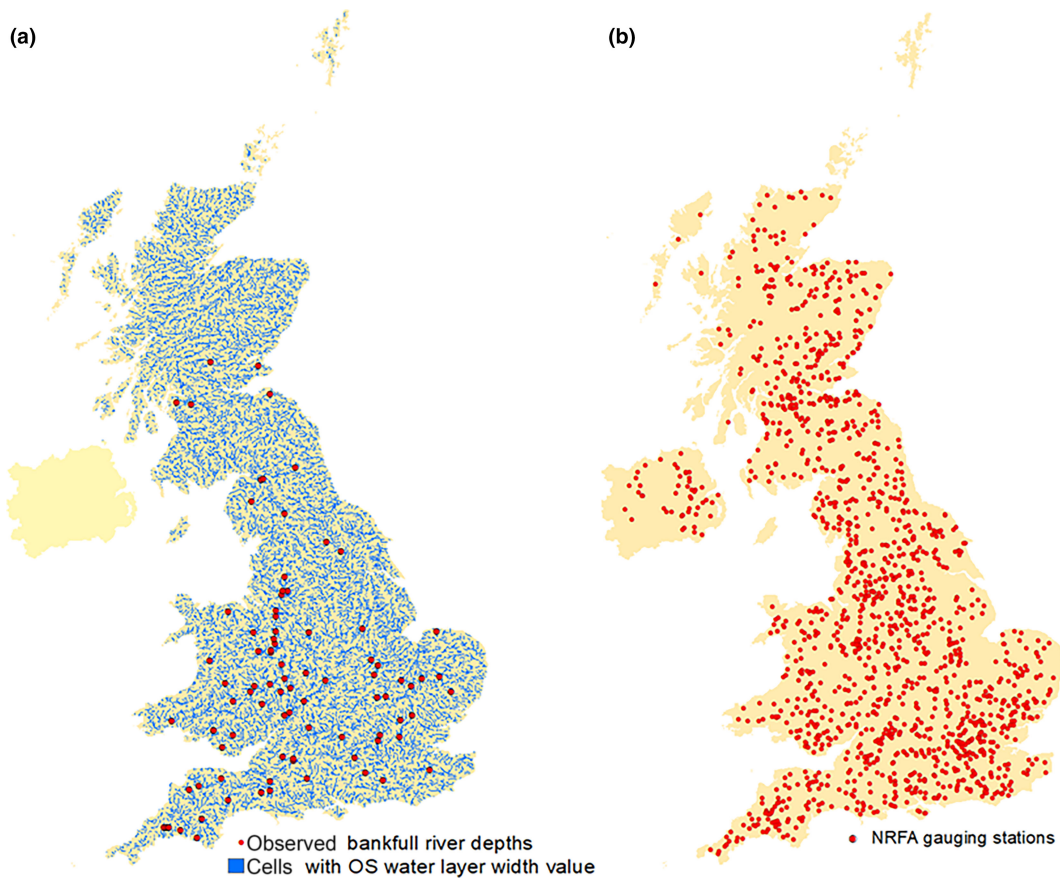 (a)
(b)
Observed bankfull river depths
Cells with OS water layer width value
NRFA gauging stations